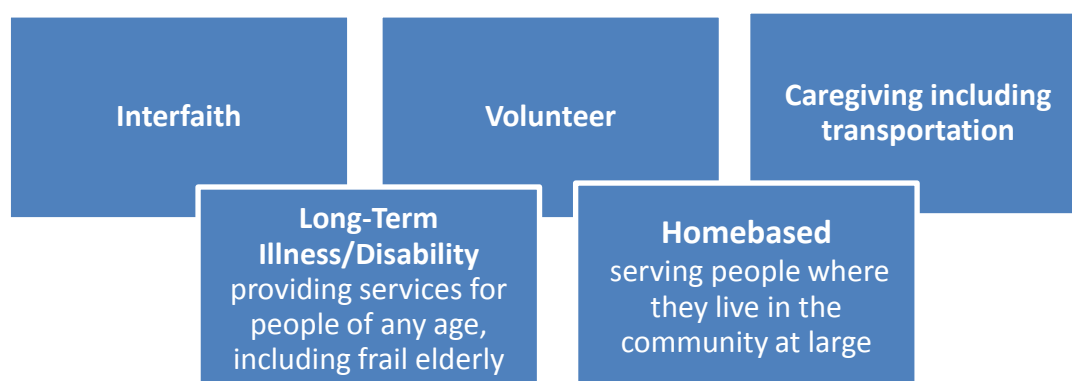 Interfaith
Volunteer
Caregiving including
transportation
Long-Term
Illness/Disability
providing services for
people of any age,
including frail elderly
Homebased
serving people where
they live in the
community at large